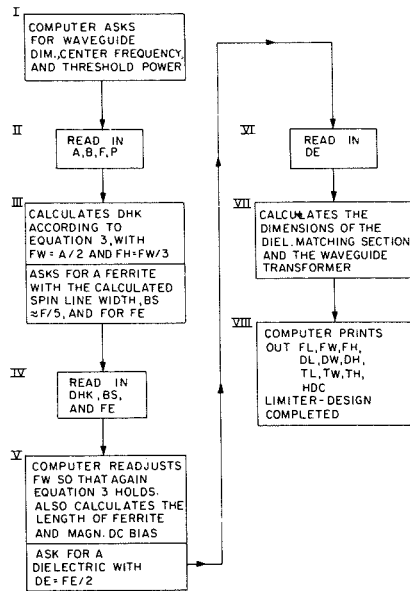 I
COMPUTER ASKS
FOR WAVEGUIDE
DIM.,CENTER FREQUENCY,
AND THRESHOLD POWER
II
READ IN
A,B,F,P
III
CALCULATES DHK
ACCORDING TO
EQUATION 3, WITH
FW = A/2 AND FH=FW/3
ASKS FOR A FERRITE
WITH THE CALCULATED
SPIN LINE WIDTH, BS
≈F/5, AND FOR FE
IV
READ IN
DHK, BS,
AND FE
V
COMPUTER READJUSTS
FW SO THAT AGAIN
EQUATION 3 HOLDS.
ALSO CALCULATES THE
LENGTH OF FERRITE
AND MAGN. DC BIAS
ASK FOR A
DIELECTRIC WITH
DE=FE/2
VI
READ IN
DE
VII
CALCULATES THE
DIMENSIONS OF THE
DIEL. MATCHING SECTION
AND THE WAVEGUIDE
TRANSFORMER
VIII
COMPUTER PRINTS
OUT FL,FW,FH,
DL,DW,DH,
TL,TW,TH,
HDC
LIMITER-DESIGN
COMPLETED